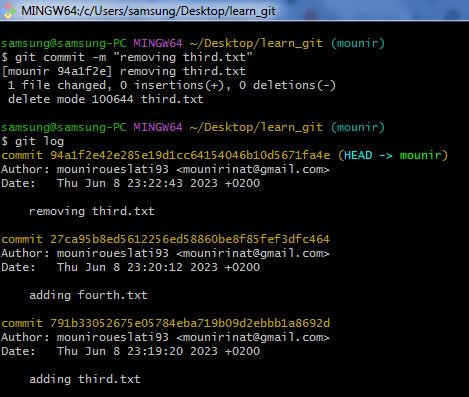 MINGW64:/c/Users/samsung/Desktop/learn_git
samsung@samsung-PC MINGW64 ~/Desktop/learn_git (mounir)
$ git commit -m "removing third.txt"
[mounir 94a1f2e] removing third.txt
 1 file changed, 0 insertions(+), 0 deletions(-)
 delete mode 100644 third.txt
samsung@samsung-PC MINGW64 ~/Desktop/learn_git (mounir)
$ git log
commit 94a1f2e42e285e19d1cc64154046b10d5671fa4e (HEAD -> mounir)
Author: mouniroueslati93 <mounirinat@gmail.com>
Date:   Thu Jun 8 23:22:43 2023 +0200
    removing third.txt
commit 27ca95b8ed5612256ed58860be8f85fef3dfc464
Author: mouniroueslati93 <mounirinat@gmail.com>
Date:   Thu Jun 8 23:20:12 2023 +0200
    adding fourth.txt
commit 791b33052675e05784eba719b09d2ebbb1a8692d
Author: mouniroueslati93 <mounirinat@gmail.com>
Date:   Thu Jun 8 23:19:20 2023 +0200
    adding third.txt